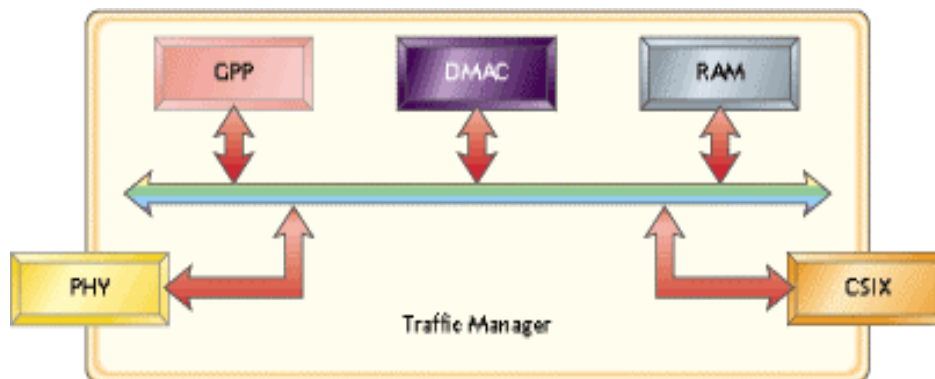 GPP
DMAC
RAM
PHY
CSIX
Traffic Manager